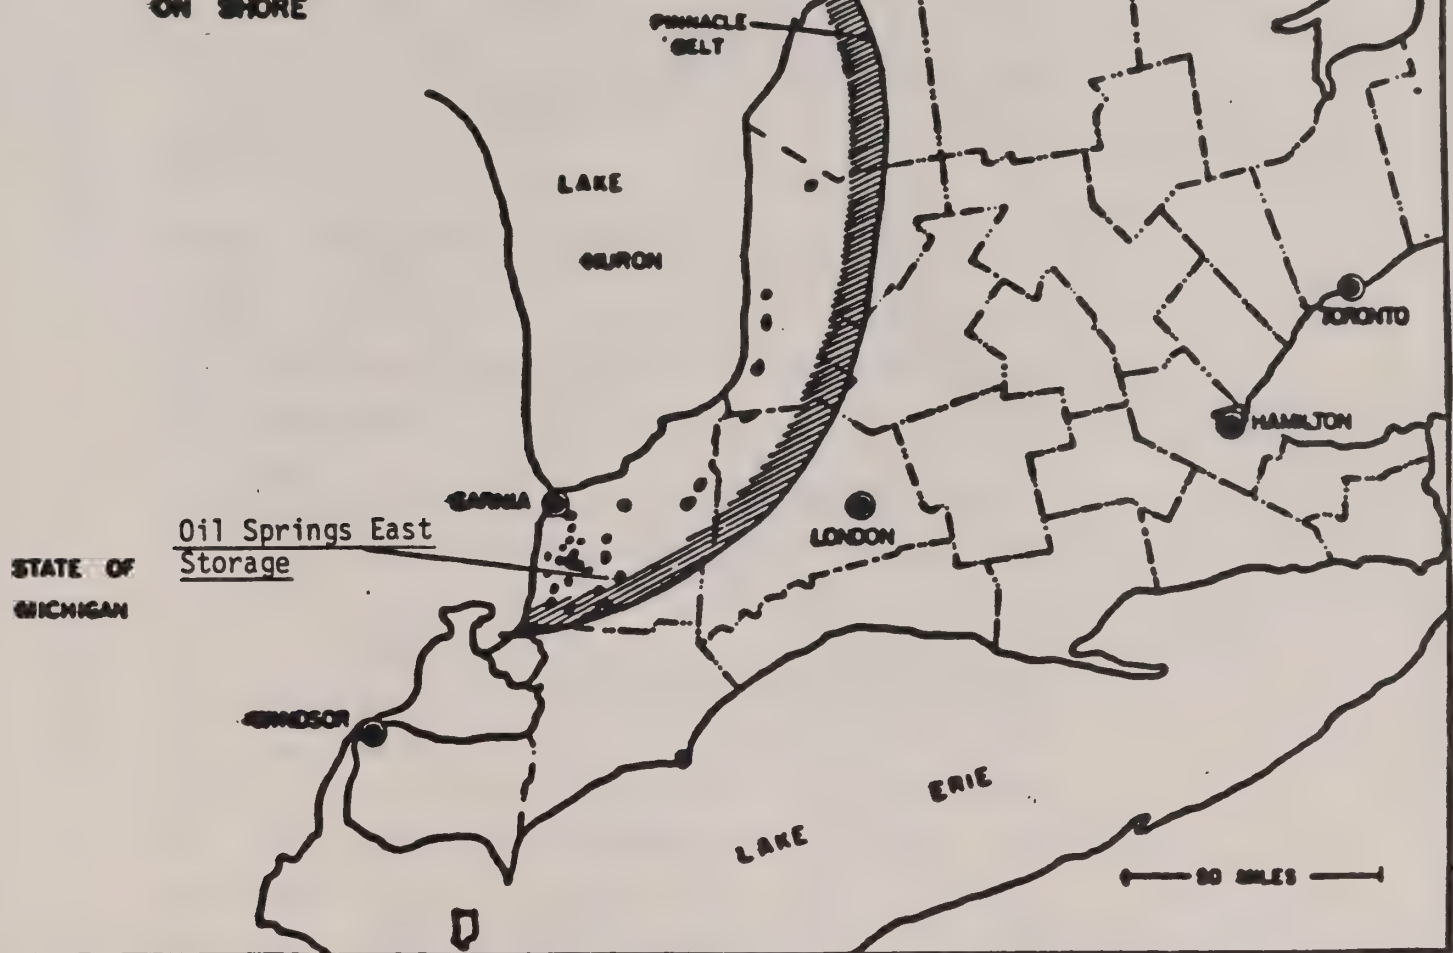 ON SHORE
PINNACLE
BELT
LAKE
HURON
TORONTO
HAMILTON
SARNIA
LONDON
Oil Springs East
Storage
STATE OF
MICHIGAN
WINDSOR
LAKE ERIE
50 MILES